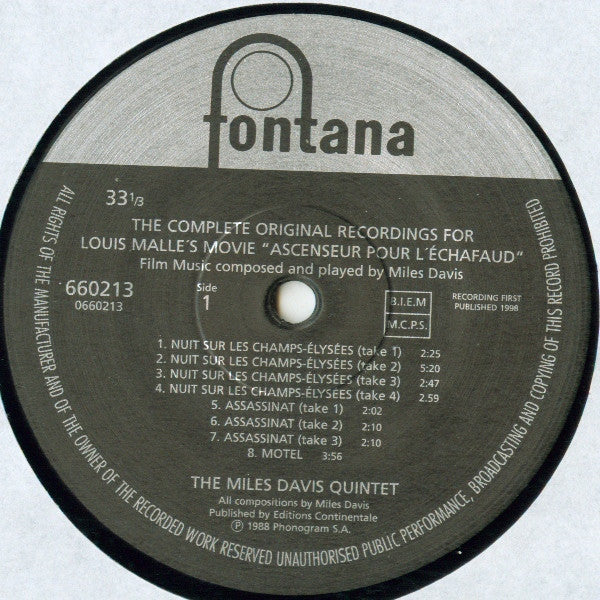 fontana
33 1/3
THE COMPLETE ORIGINAL RECORDINGS FOR
LOUIS MALLE'S MOVIE "ASCENSEUR POUR L'ÉCHAFAUD"
Film Music composed and played by Miles Davis
660213
0660213
Side
1
B.I.E.M
M.C.P.S.
RECORDING FIRST
PUBLISHED 1998
1. NUIT SUR LES CHAMPS-ÉLYSÉES (take 1) 2:25
2. NUIT SUR LES CHAMPS-ÉLYSÉES (take 2) 5:20
3. NUIT SUR LES CHAMPS-ÉLYSÉES (take 3) 2:47
4. NUIT SUR LES CHAMPS-ÉLYSÉES (take 4) 2.59
5. ASSASSINAT (take 1) 2:02
6. ASSASSINAT (take 2) 2:10
7. ASSASSINAT (take 3) 2:10
8. MOTEL 3:56
THE MILES DAVIS QUINTET
All compositions by Miles Davis
Published by Editions Continentale
℗ 1988 Phonogram S.A.
ALL RIGHTS OF THE MANUFACTURER AND OF THE OWNER OF THE RECORDED WORK RESERVED UNAUTHORISED PUBLIC PERFORMANCE, BROADCASTING AND COPYING OF THIS RECORD PROHIBITED